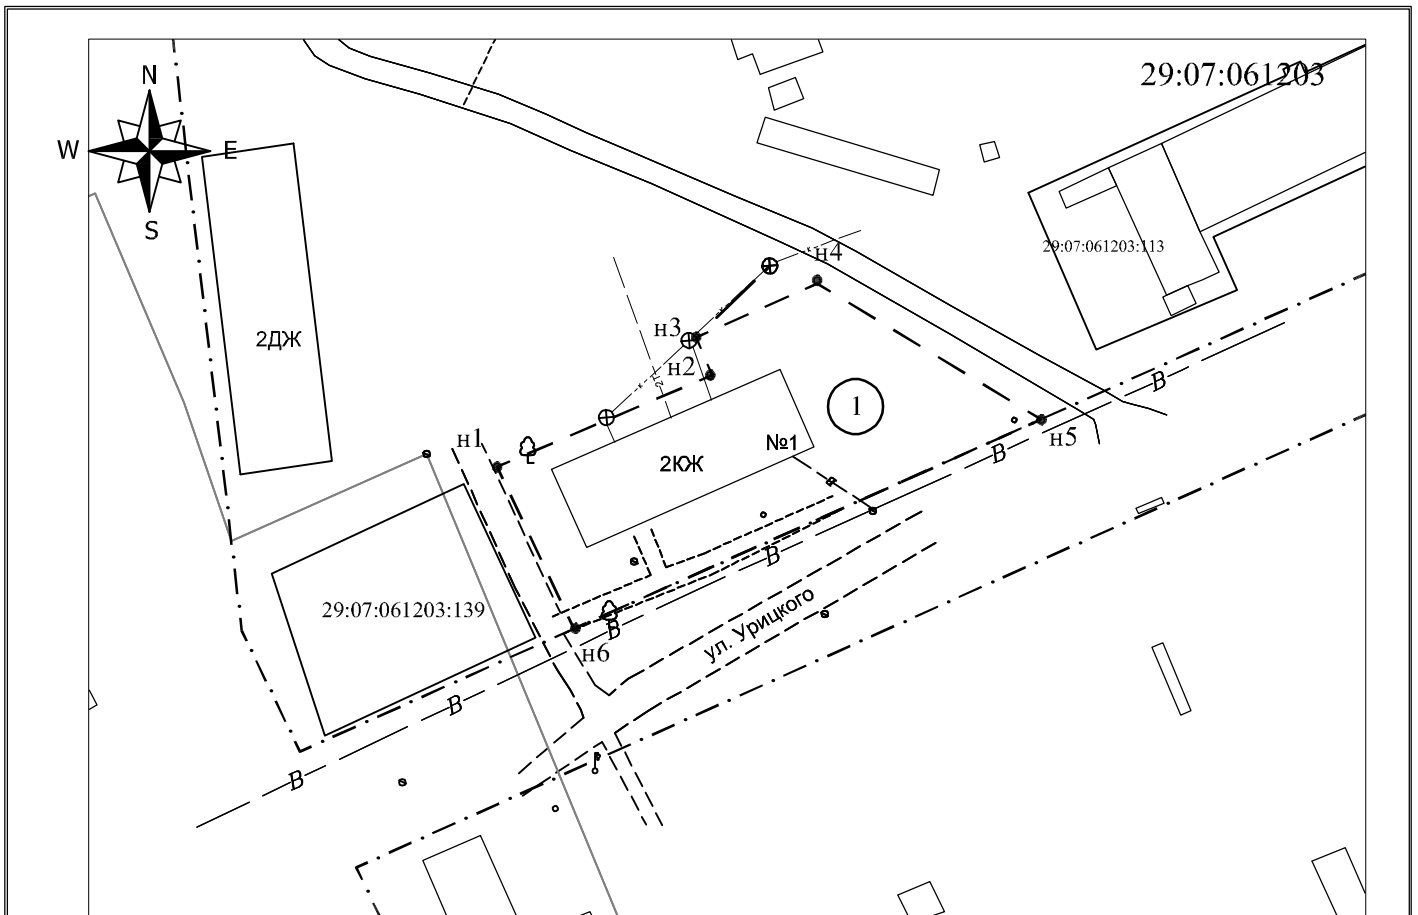 29:07:061203
N
W
E
S
29:07:061203:113
н4
н3
2ДЖ
н2
1
н5
н1
№1
2КЖ
В
В
В
В
В
В
29:07:061203:139
ул. Урицкого
н6